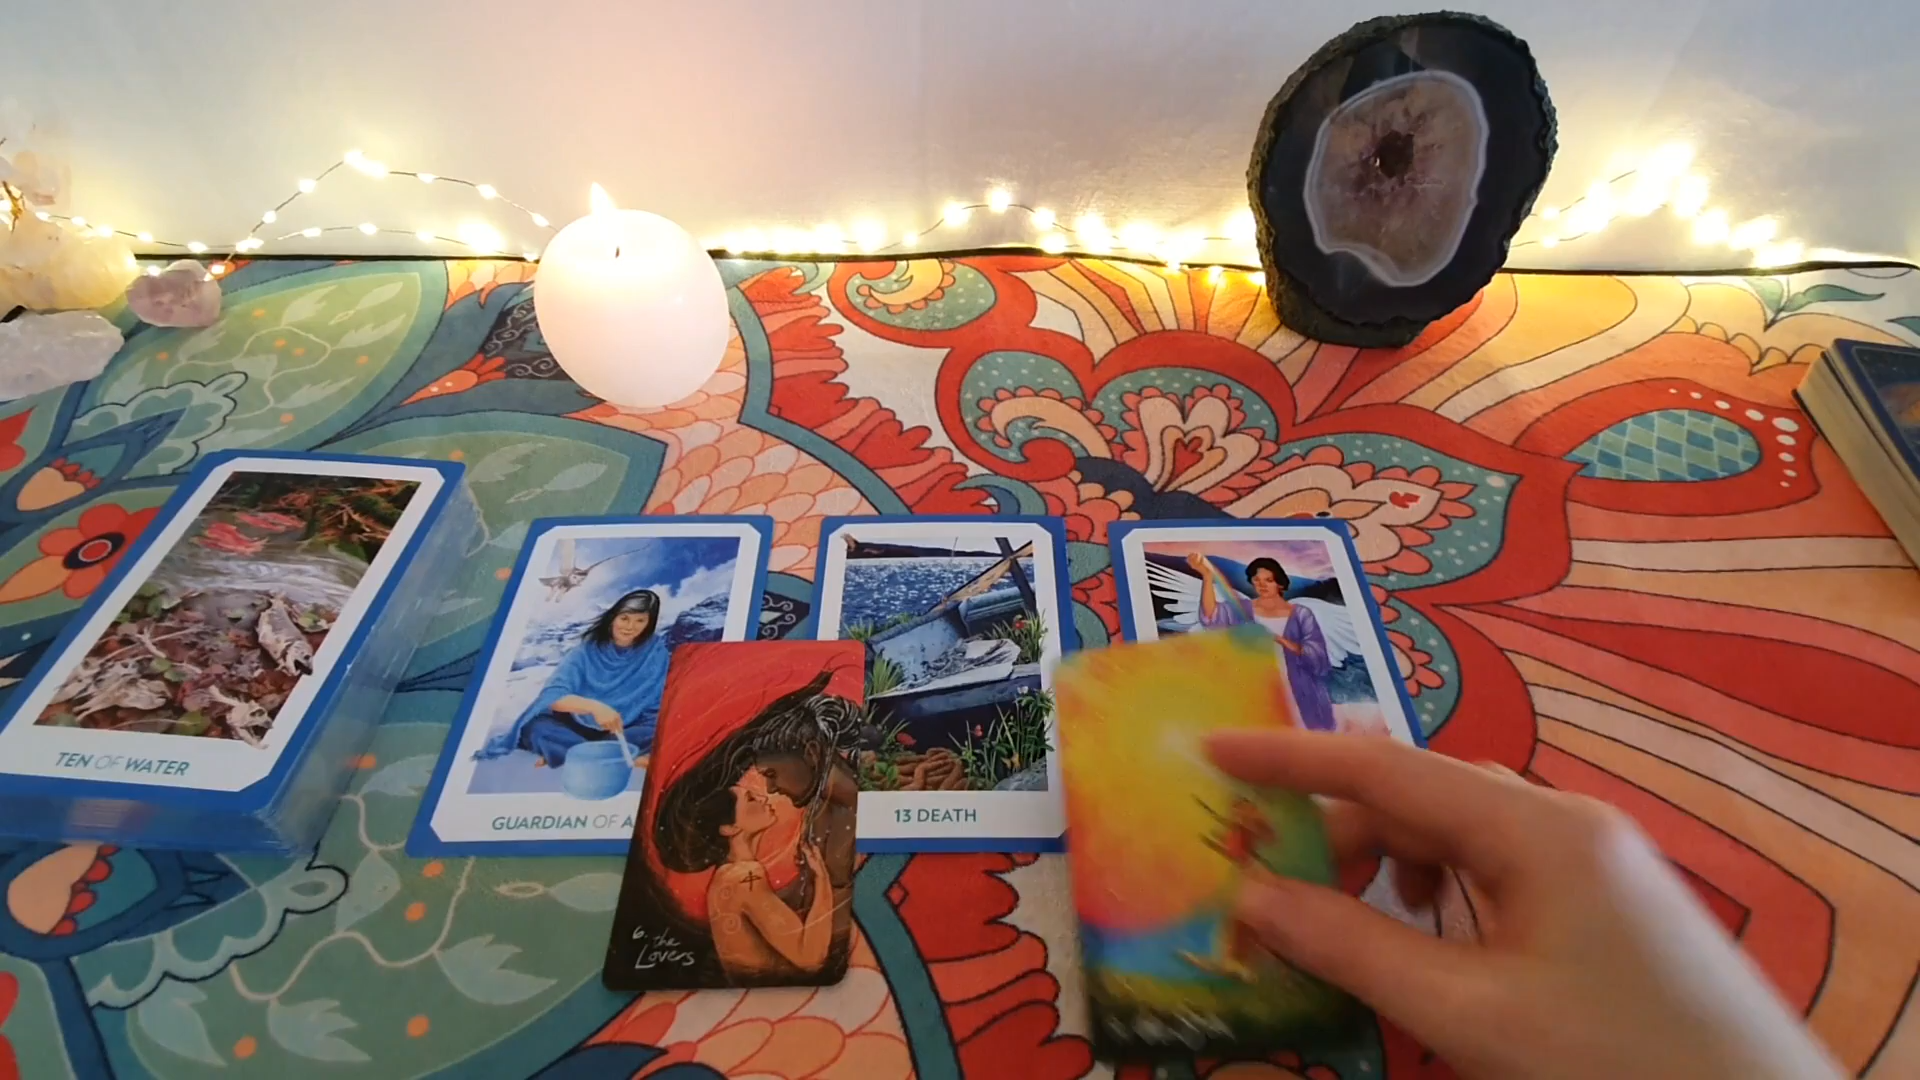 TEN OF WATER
GUARDIAN OF A
13 DEATH
6. the
Lovers